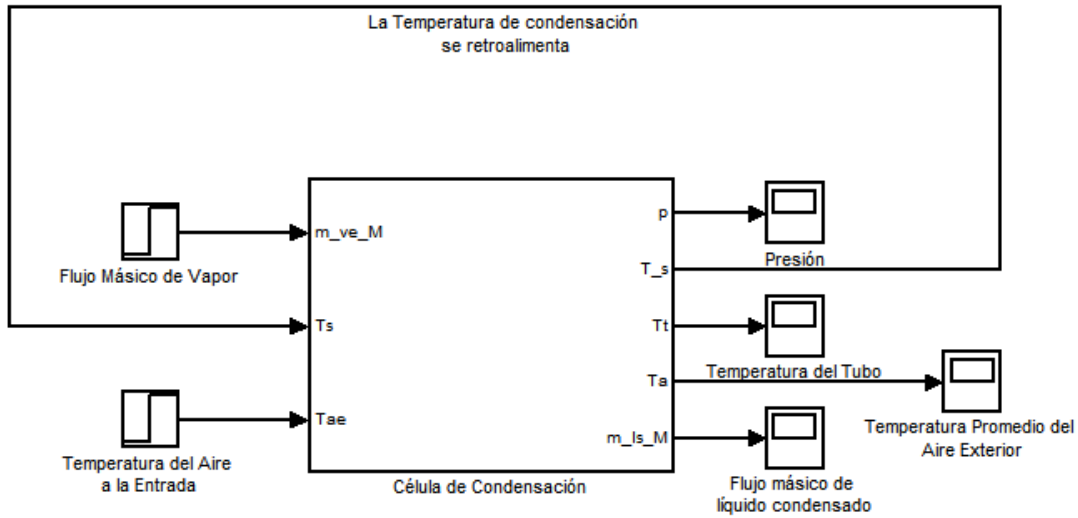 La Temperatura de condensación
se retroalimenta
m_ve_M
Flujo Másico de Vapor
Ts
Tae
Temperatura del Aire
a la Entrada
p
T_s
Tt
Ta
m_ls_M
Célula de Condensación
Presión
Temperatura del Tubo
Temperatura Promedio del
Aire Exterior
Flujo másico de
líquido condensado